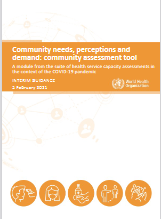 Community needs, perceptions and
demand: community assessment tool
A module from the suite of health service capacity assessments in
the context of the COVID-19 pandemic
INTERIM GUIDANCE
5 February 2021
World Health
Organization